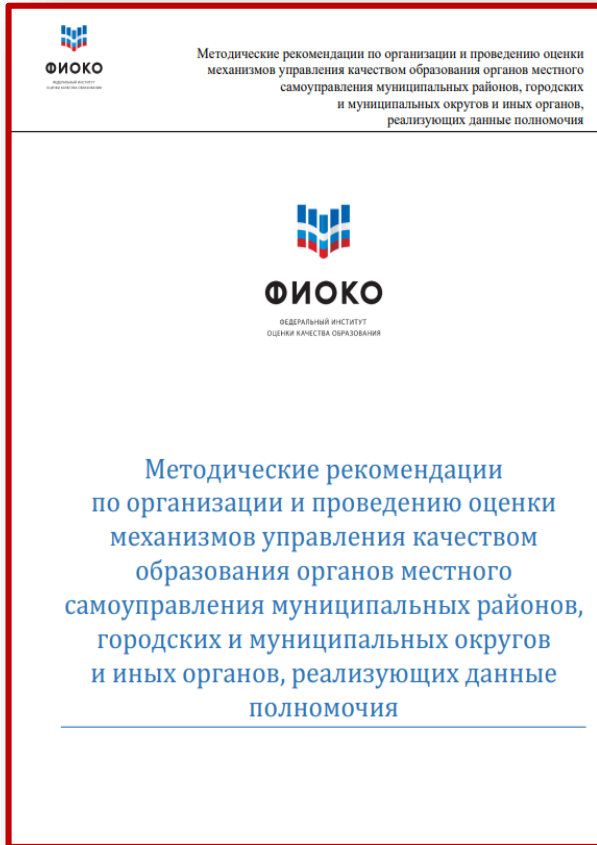 ФИОКО
ФЕДЕРАЛЬНЫЙ ИНСТИТУТ
ОЦЕНКИ КАЧЕСТВА ОБРАЗОВАНИЯ
Методические рекомендации по организации и проведению оценки
механизмов управления качеством образования органов местного
самоуправления муниципальных районов, городских
и муниципальных округов и иных органов,
реализующих данные полномочия
ФИОКО
ФЕДЕРАЛЬНЫЙ ИНСТИТУТ
ОЦЕНКИ КАЧЕСТВА ОБРАЗОВАНИЯ
Методические рекомендации
по организации и проведению оценки
механизмов управления качеством
образования органов местного
самоуправления муниципальных районов,
городских и муниципальных округов
и иных органов, реализующих данные
полномочия